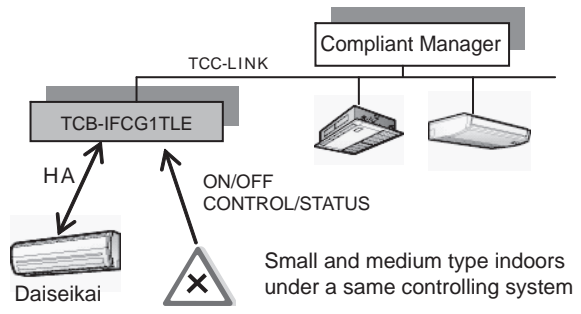 Compliant Manager
TCC-LINK
TCB-IFCG1TLE
HA
ON/OFF
CONTROL/STATUS
Daiseikai
Small and medium type indoors
under a same controlling system